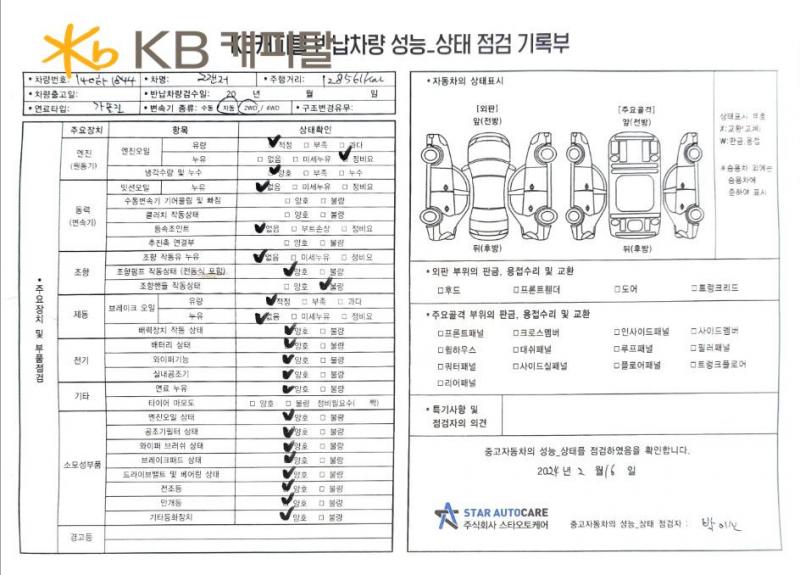 KB 캐피탈
KB캐피탈 반납차량 성능_상태 점검 기록부
• 차량번호: 140하1844 • 차명: • 주행거리: 128561km
• 차량출고일: • 반납차량검수일: 20 년 월 일
• 연료타입: 가솔린 • 변속기 종류: 수동 자동 2WD / 4WD • 구조변경유무:
• 주요장치 및 부품점검
주요장치 항목 상태확인
엔진 (원동기) 엔진오일 유량 적정 부족 과다
누유 없음 미세누유 정비요
냉각수량 및 누수 양호 누수
동력 (변속기) 밋션오일 누유 없음 미세누유 정비요
수동변속기 기어물림 및 빠짐 양호 불량
클러치 작동상태 양호 불량
등속조인트 없음 부트손상 정비요
추진축 연결부 양호 불량
조향 조향 작동유 누유 없음 미세누유 정비요
조향펌프 작동상태 (전동식 포함) 양호 불량
조향핸들 작동상태 양호 불량
제동 브레이크 오일 유량 적정 부족 과다
누유 없음 미세누유 정비요
배력장치 작동 상태 양호 불량
전기 배터리 상태 양호 불량
와이퍼기능 양호 불량
실내공조기 양호 불량
기타 연료 누유 양호 불량
타이어 마모도 양호 불량 정비필요수( 짝)
소모성부품 엔진오일 상태 양호 불량
공조기필터 상태 양호 불량
와이퍼 브러쉬 상태 양호 불량
브레이크패드 상태 양호 불량
드라이브밸트 및 베어링 상태 양호 불량
전조등 양호 불량
안개등 양호 불량
기타등화장치 양호 불량
경고등
• 자동차의 상태표시
[외판] [주요골격]
앞(전방) 앞(전방)
뒤(후방) 뒤(후방)
상태표시 부호
X:교환(교체)
W:판금,용접
*승용차 외에는
승용차에
준하여 표시
• 외판 부위의 판금, 용접수리 및 교환
후드 프론트휀더 도어 트렁크리드
• 주요골격 부위의 판금, 용접수리 및 교환
프론트패널 크로스멤버 인사이드패널 사이드멤버
휠하우스 대쉬패널 루프패널 필러패널
쿼터패널 사이드실패널 플로어패널 트렁크플로어
리어패널
• 특기사항 및
점검자의 의견
중고자동차의 성능_상태를 점검하였음을 확인합니다.
2024 년 2 월 16 일
STAR AUTOCARE
주식회사 스타오토케어
중고자동차의 성능_상태 점검자 :